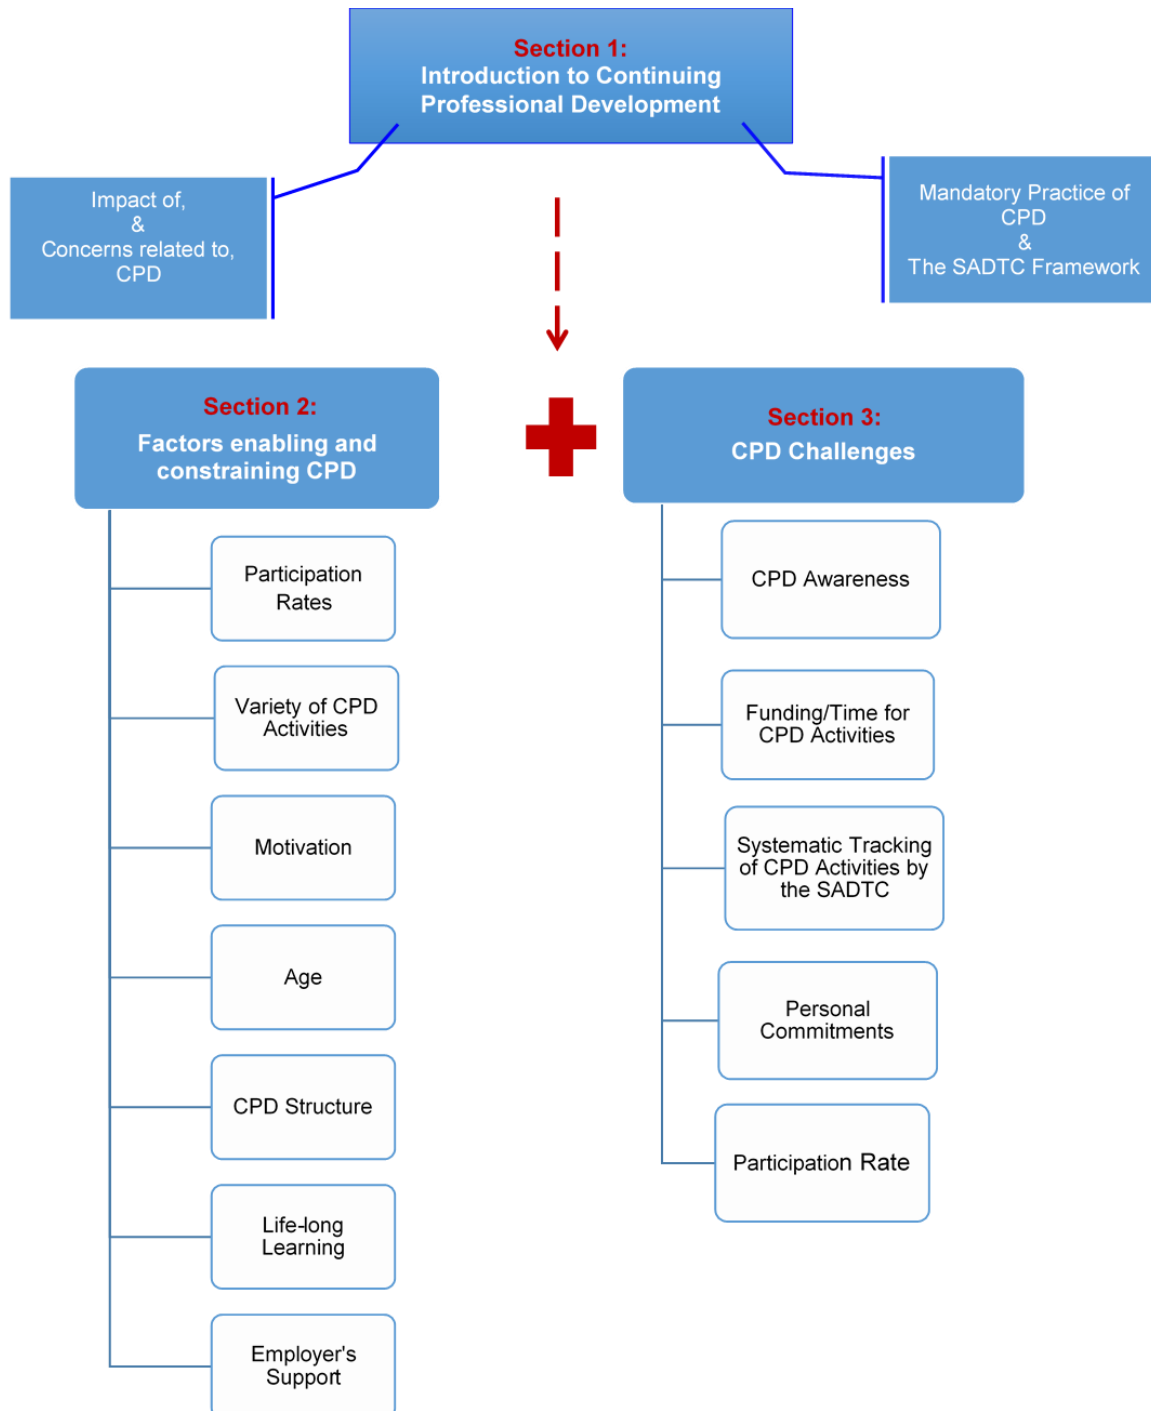 Section 1:
Introduction to Continuing
Professional Development
Impact of,
&
Concerns related to,
CPD
Mandatory Practice of
CPD
&
The SADTC Framework
Section 2:
Factors enabling and
constraining CPD
Participation
Rates
Variety of CPD
Activities
Motivation
Age
CPD Structure
Life-long
Learning
Employer's
Support
Section 3:
CPD Challenges
CPD Awareness
Funding/Time for
CPD Activities
Systematic Tracking
of CPD Activities by
the SADTC
Personal
Commitments
Participation Rate